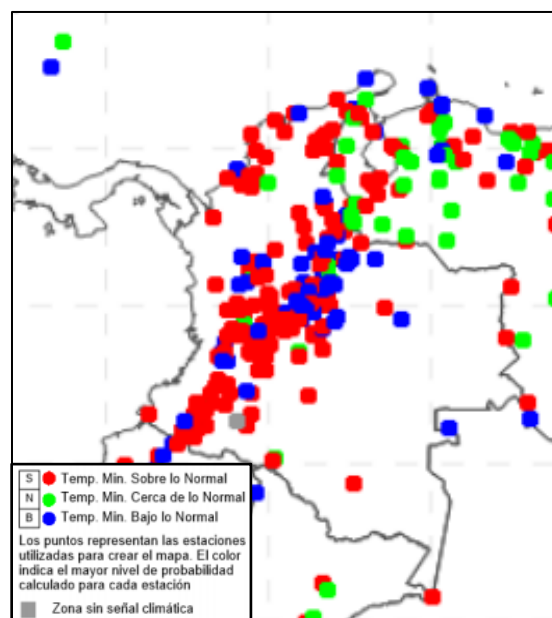 S Temp. Min. Sobre lo Normal
N Temp. Min. Cerca de lo Normal
B Temp. Min. Bajo lo Normal
Los puntos representan las estaciones
utilizadas para crear el mapa. El color
indica el mayor nivel de probabilidad
calculado para cada estación
Zona sin señal climática